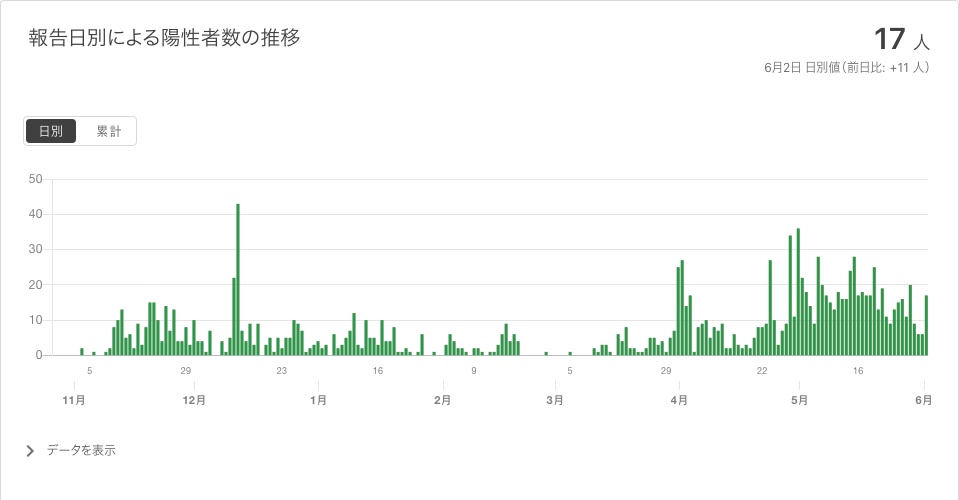 報告日別による陽性者数の推移
17 人
6月2日 日別値（前日比: +11 人）
日別 累計
50
40
30
20
10
0
5 29 23 16 9 5 29 22 16
11月 12月 1月 2月 3月 4月 5月 6月
データを表示